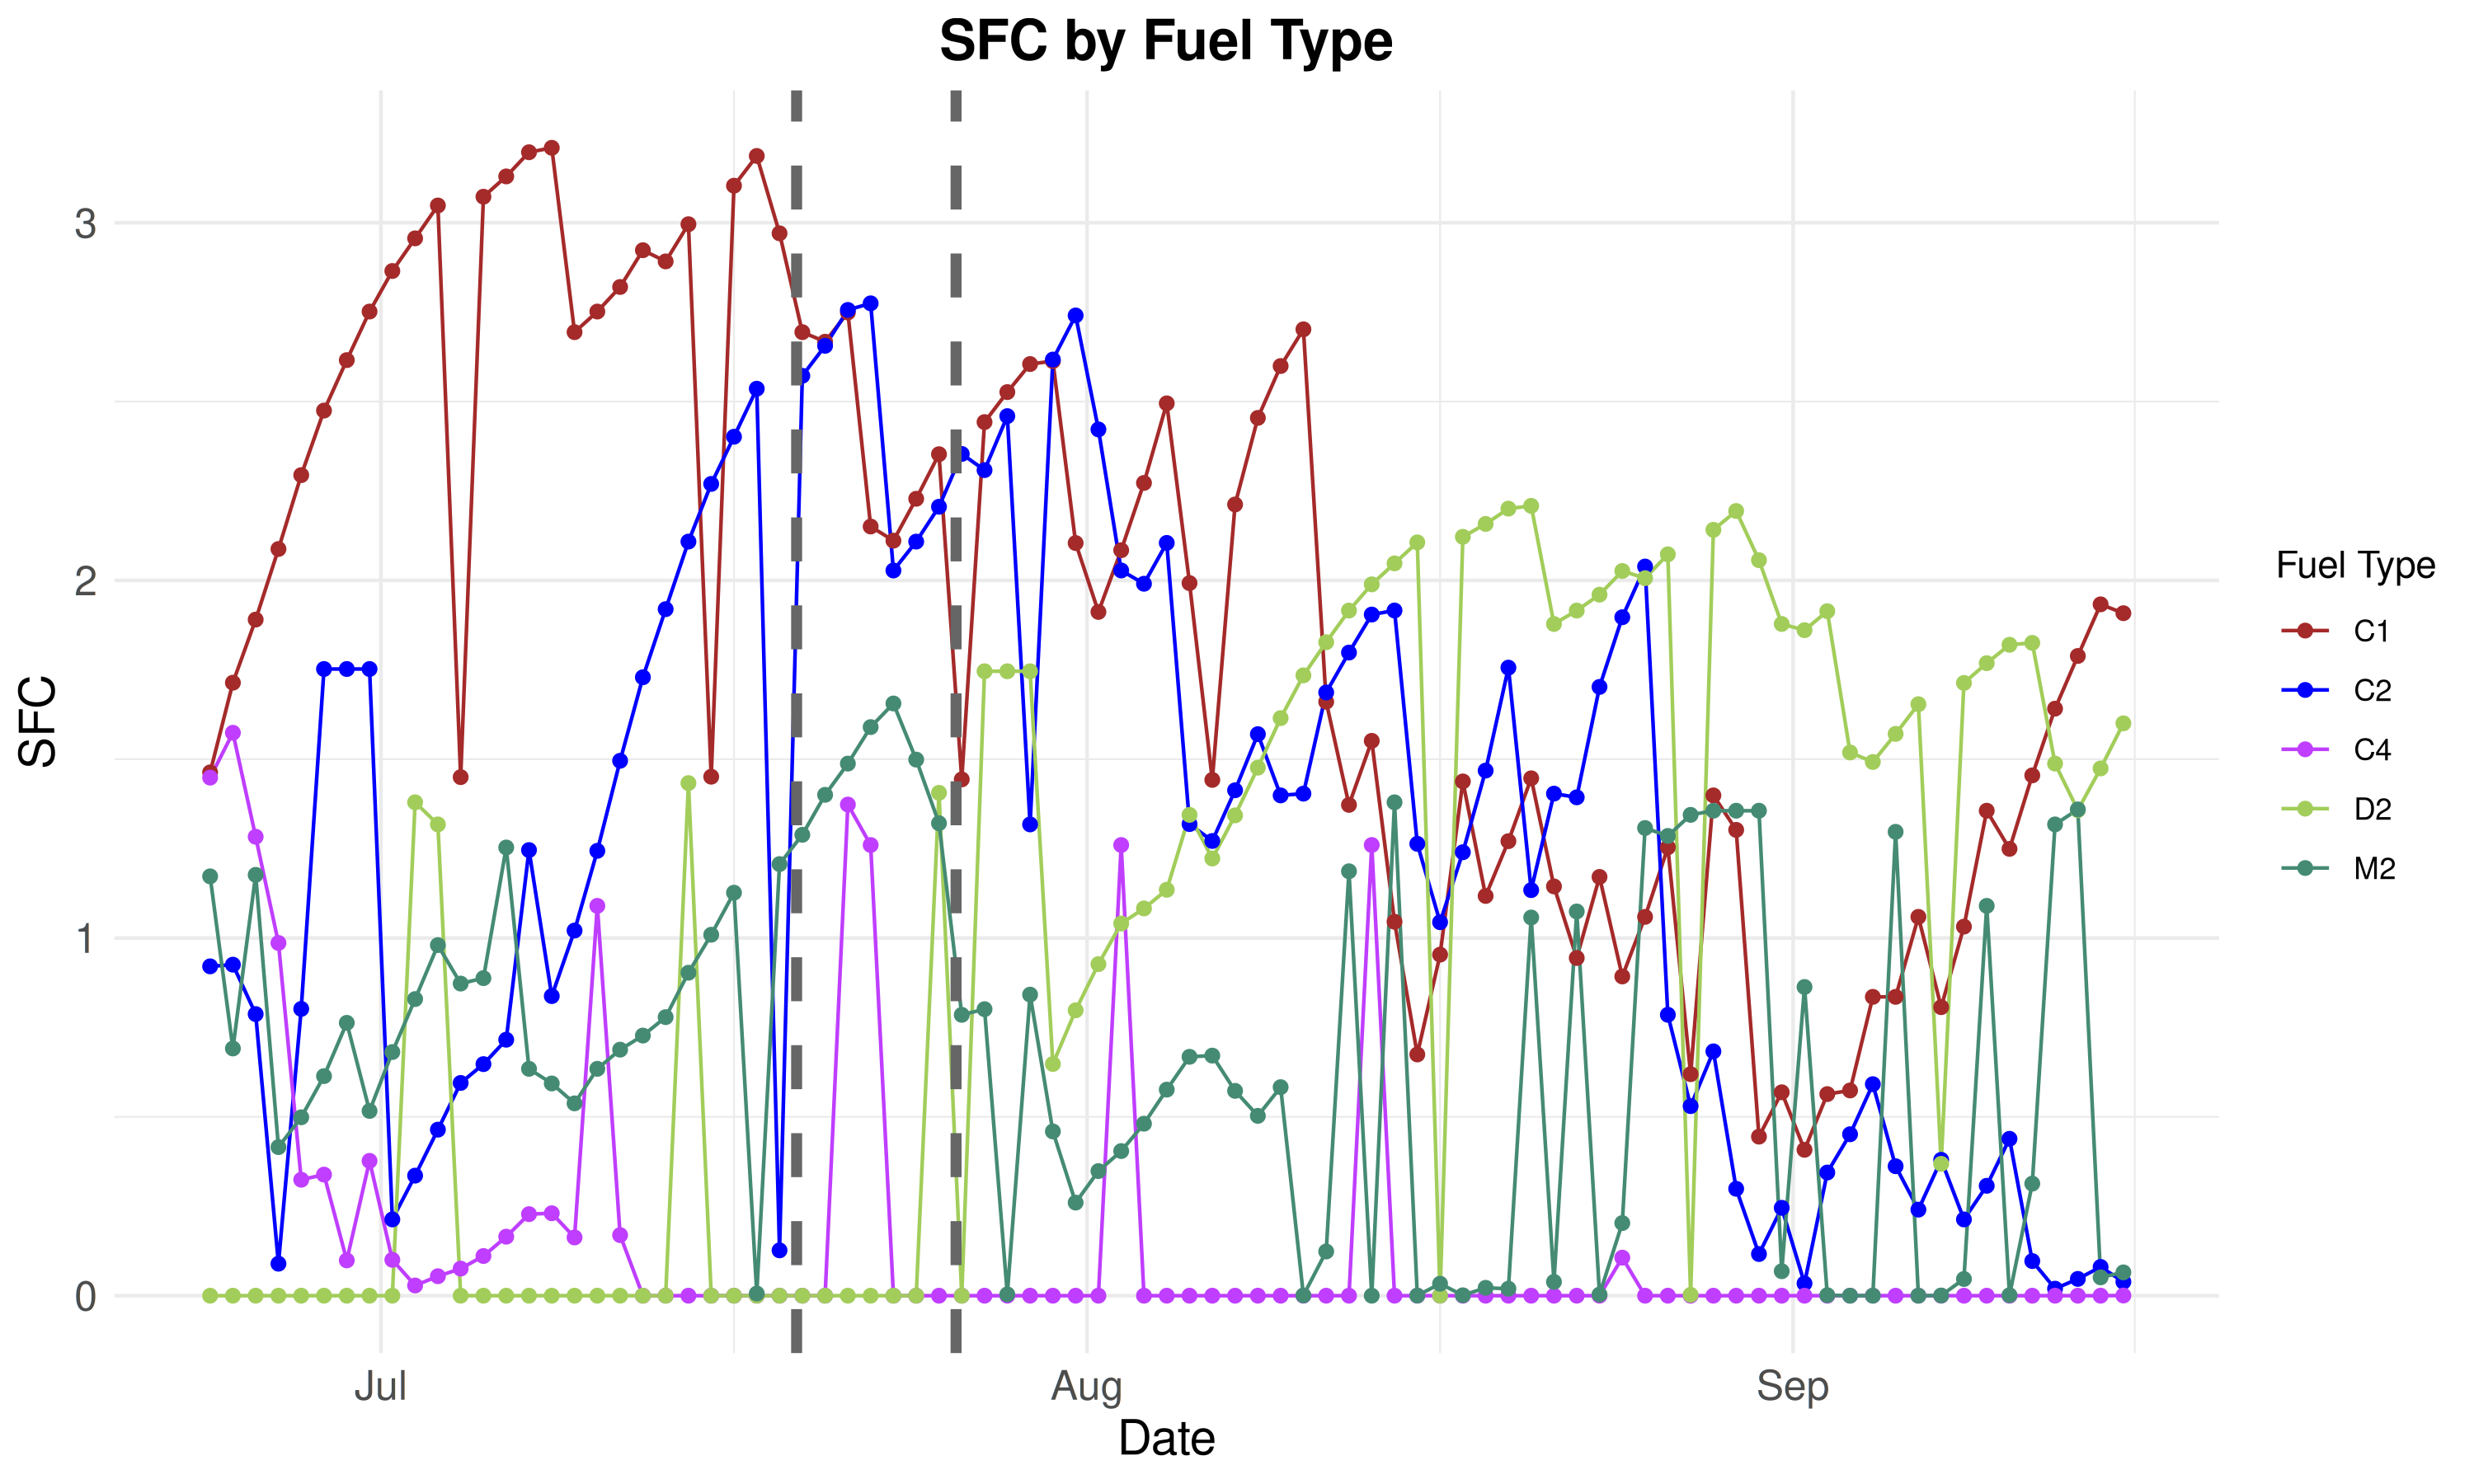 SFC by Fuel Type
SFC
3
2
1
0
Jul
Aug
Sep
Date
Fuel Type
C1
C2
C4
D2
M2